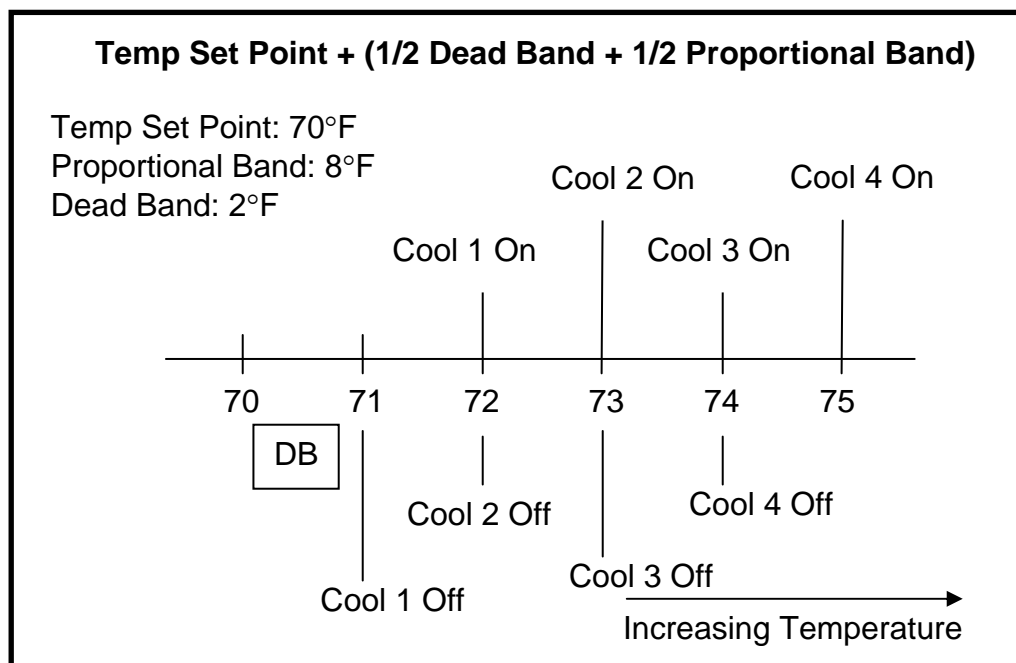 Temp Set Point + (1/2 Dead Band + 1/2 Proportional Band)
Temp Set Point: 70°F
Proportional Band: 8°F
Dead Band: 2°F
Cool 2 On
Cool 4 On
Cool 1 On
Cool 3 On
70
71
72
73
74
75
DB
Cool 2 Off
Cool 4 Off
Cool 3 Off
Cool 1 Off
Increasing Temperature